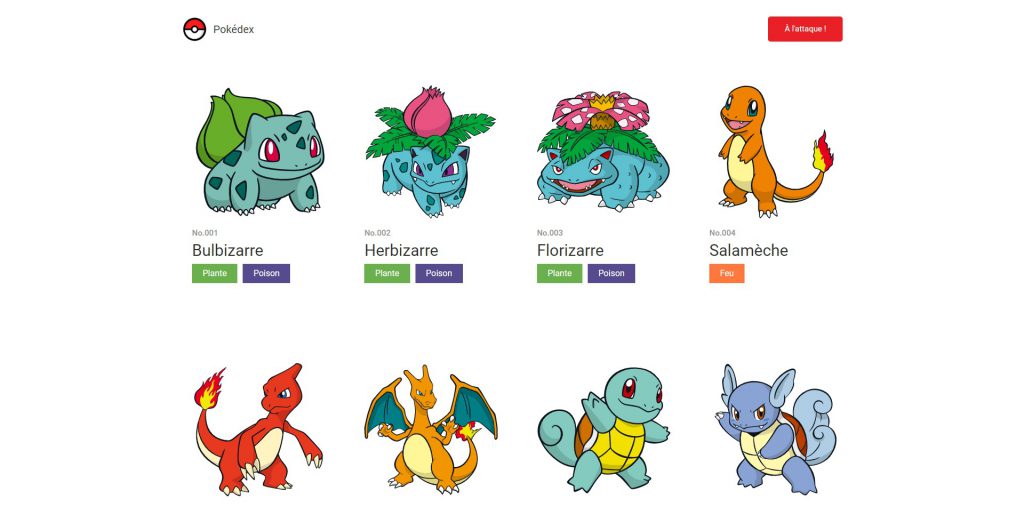 Pokédex
À l'attaque !
No.001
Bulbizarre
Plante Poison
No.002
Herbizarre
Plante Poison
No.003
Florizarre
Plante Poison
No.004
Salamèche
Feu